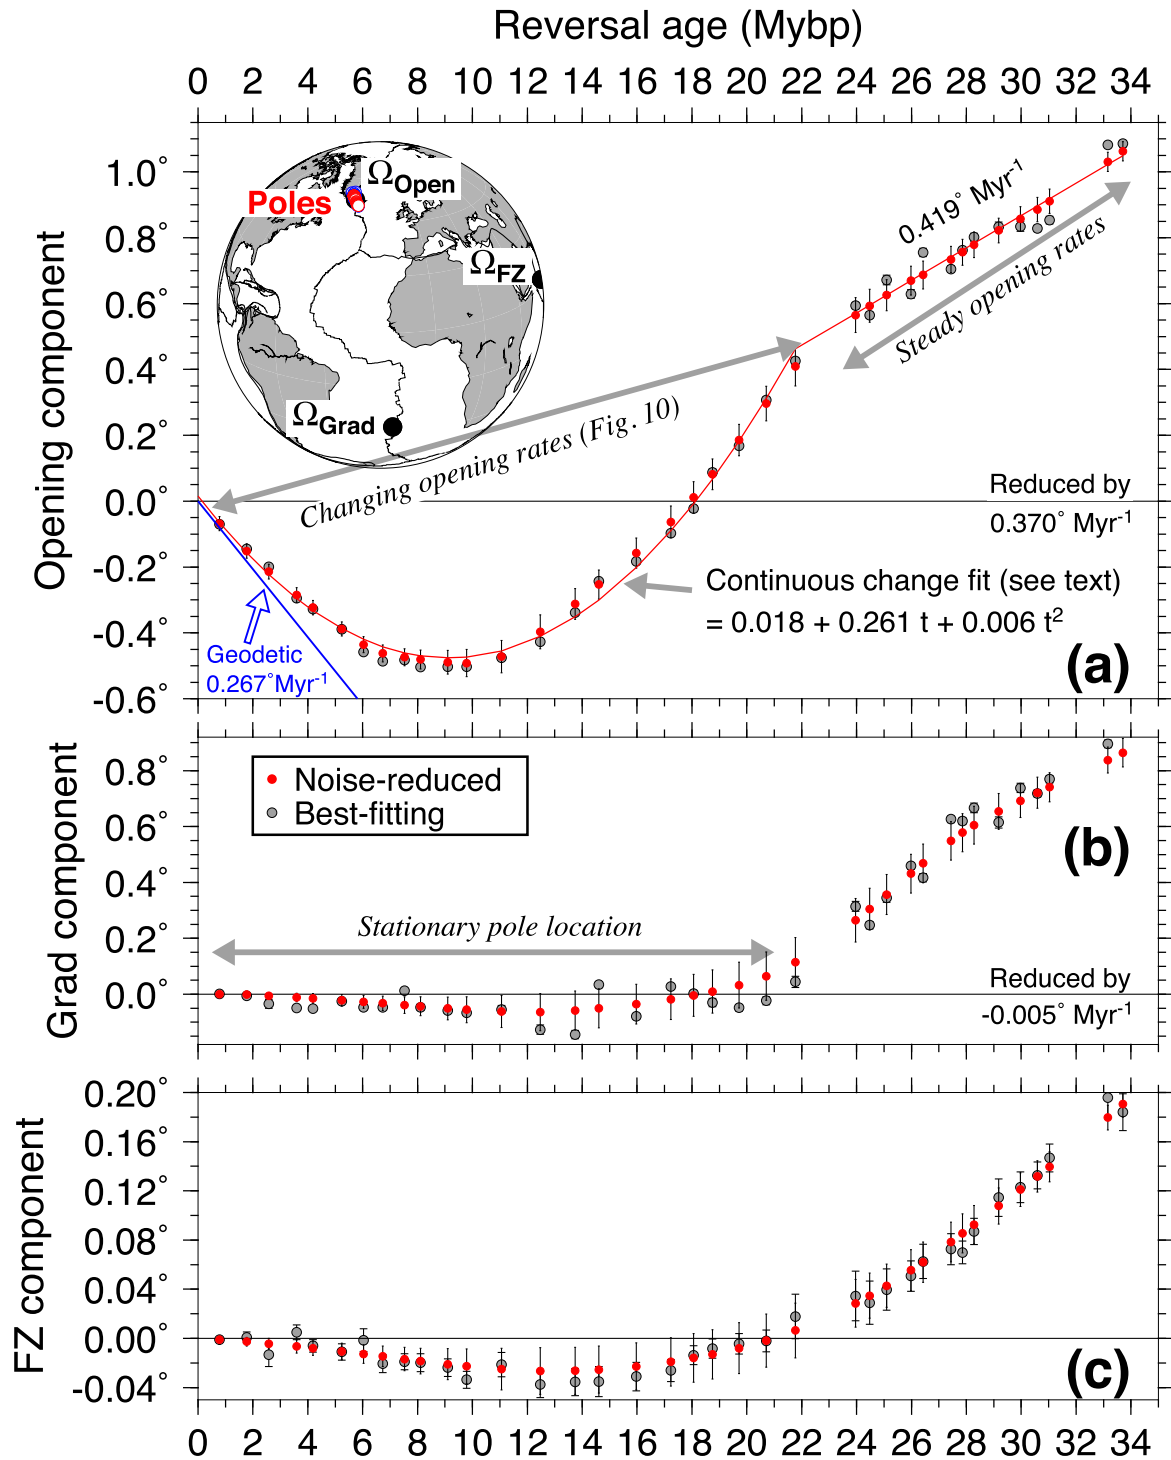 Reversal age (Mybp)
0 2 4 6 8 10 12 14 16 18 20 22 24 26 28 30 32 34
Opening component
1.0°
0.8°
0.6°
0.4°
0.2°
0.0°
-0.2°
-0.4°
-0.6°
ΩOpen
Poles
ΩFZ
ΩGrad
0.419° Myr-1
Steady opening rates
Changing opening rates (Fig. 10)
Reduced by
0.370° Myr-1
Continuous change fit (see text)
= 0.018 + 0.261 t + 0.006 t2
Geodetic
0.267°Myr-1
(a)
Grad component
0.8°
0.6°
0.4°
0.2°
0.0°
Noise-reduced
Best-fitting
Stationary pole location
(b)
Reduced by
-0.005° Myr-1
FZ component
0.20°
0.16°
0.12°
0.08°
0.04°
0.00°
-0.04°
(c)
0 2 4 6 8 10 12 14 16 18 20 22 24 26 28 30 32 34